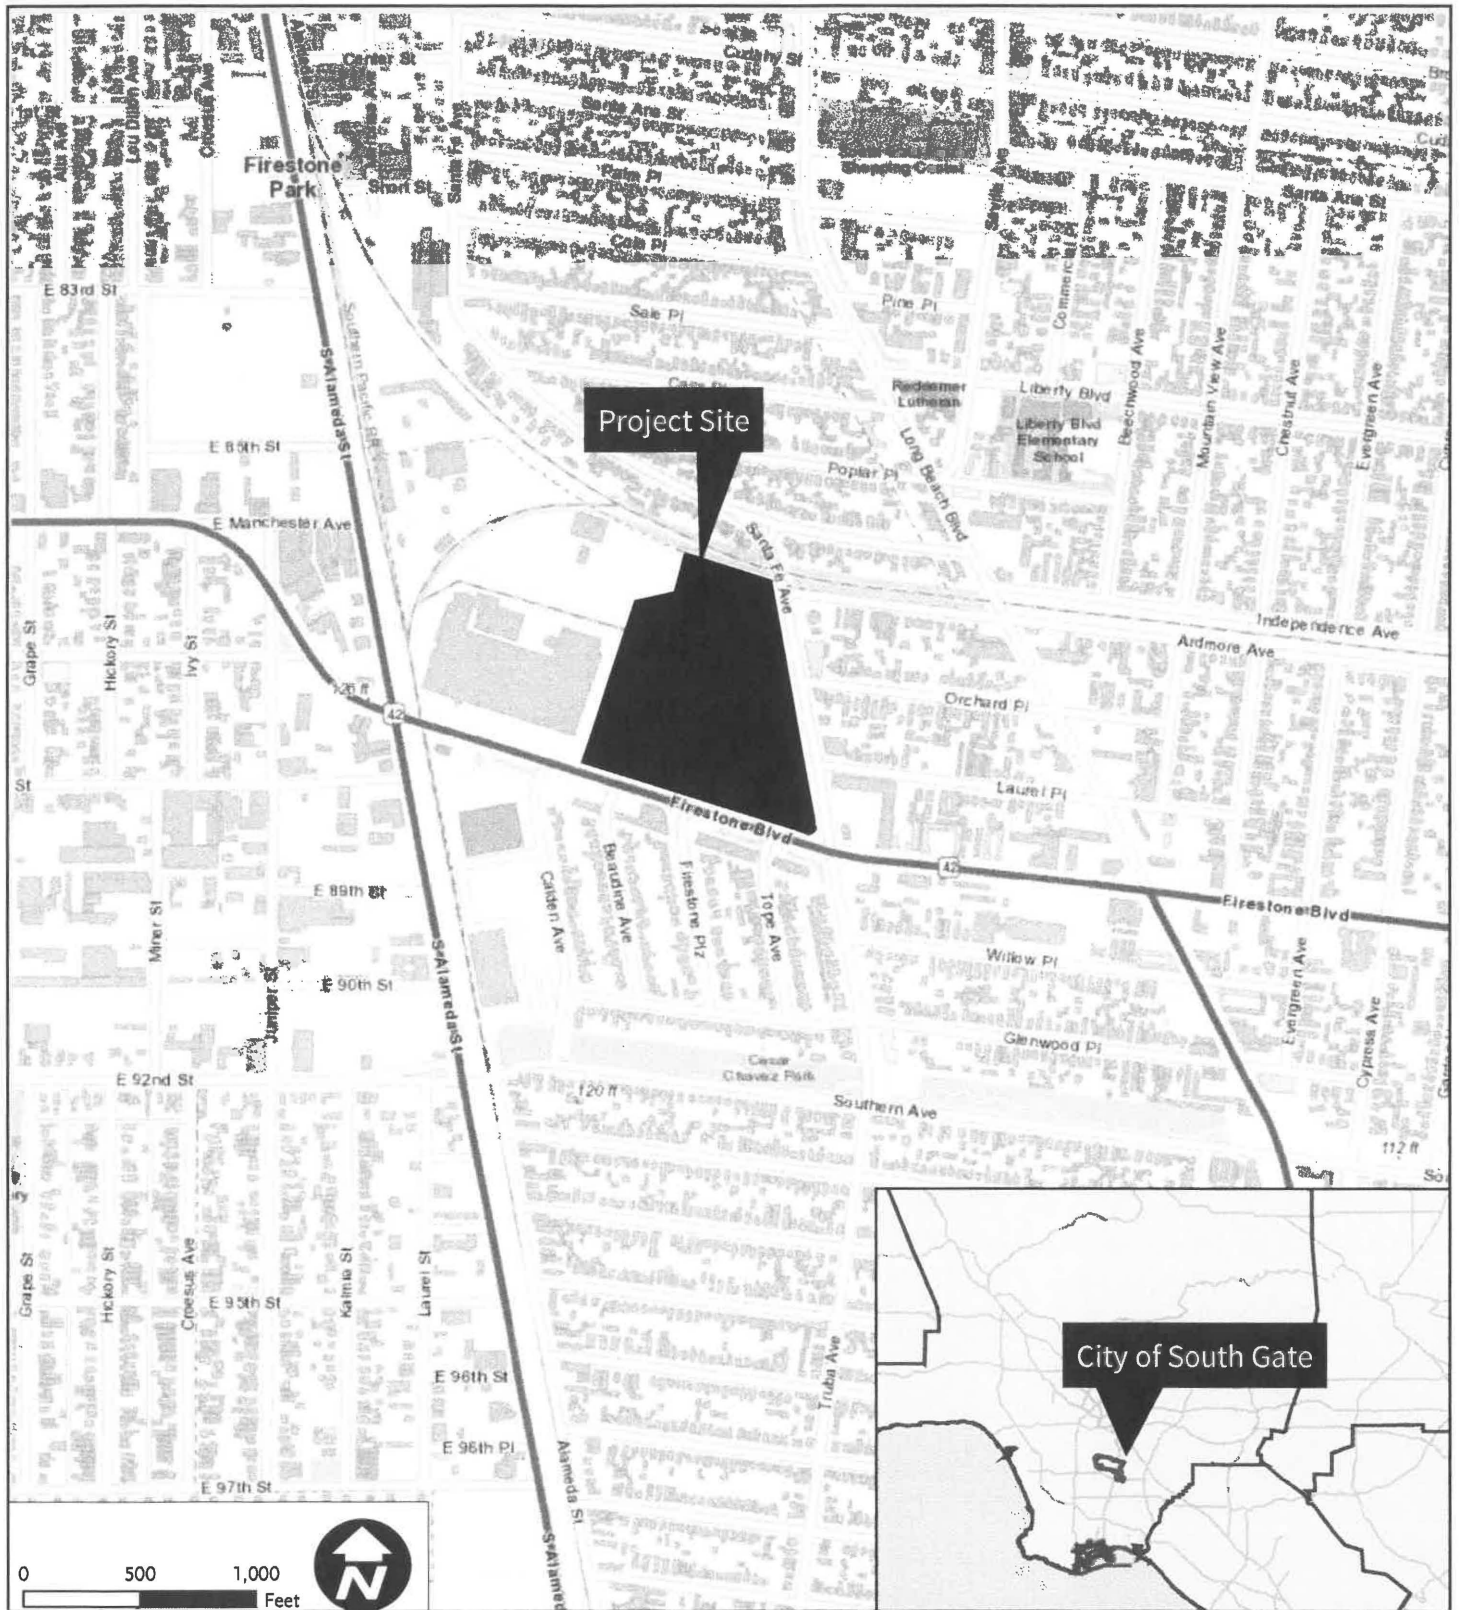 Cudahy St
Center St
Lou Dillon Ave
Santa Ana St
Firestone
Park
Short St
Palm Pl
Shopping Center
Santa Ana St
Cole Pl
E 83rd St
Sale Pl
Pine Pl
Southern Pacific RR
S Alameda St
Beechwood Ave
Mountain View Ave
Chestnut Ave
Evergreen Ave
Redeemer
Lutheran
Liberty Blvd
Project Site
Liberty Blvd
Elementary
School
E 85th St
Long Beach Blvd
Poplar Pl
E Manchester Ave
Santa Fe Ave
Grape St
Hickory St
Ivy St
Independence Ave
Ardmore Ave
126 ft
42
Orchard Pl
St
Laurel Pl
Firestone Blvd
42
E 89th St
Calden Ave
Beaudine Ave
Firestone Plz
Tope Ave
Firestone Blvd
Miner St
Willow Pl
S Alameda St
Juniper St
E 90th St
Evergreen Ave
Cypress Ave
Glenwood Pl
Cesar
Chavez Park
E 92nd St
120 ft
Southern Ave
112 ft
Grape St
Hickory St
Croesus Ave
E 95th St
Kalmia St
Laurel St
City of South Gate
E 96th St
Truba Ave
E 96th Pl
Alameda St
E 97th St
0 500 1,000
Feet
N